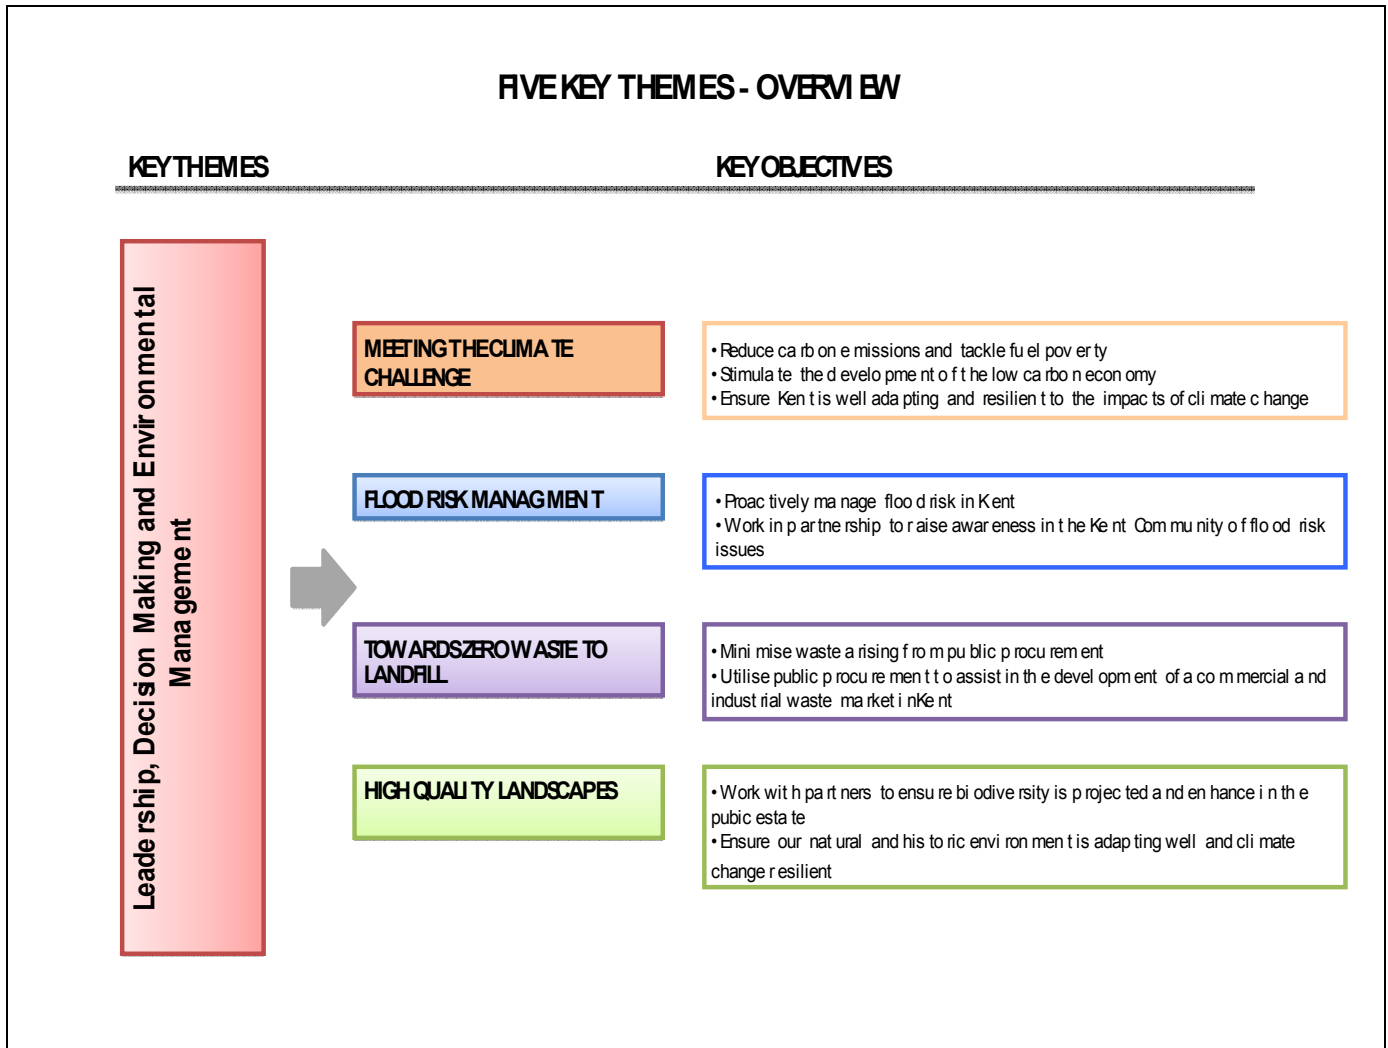 FIVE KEY THEMES - OVERVIEW
KEY THEMES
KEY OBJECTIVES
Leadership, Decision Making and Environmental
Management
MEETING THE CLIMATE
CHALLENGE
• Reduce carbon emissions and tackle fuel poverty
• Stimulate the development of the low carbon economy
• Ensure Kent is well adapting and resilient to the impacts of climate change
FLOOD RISK MANAGMENT
• Proactively manage flood risk in Kent
• Work in partnership to raise awareness in the Kent Community of flood risk
issues
TOWARDS ZERO WASTE TO
LANDFILL
• Minimise waste arising from public procurement
• Utilise public procurement to assist in the development of a commercial and
industrial waste market in Kent
HIGH QUALITY LANDSCAPES
• Work with partners to ensure biodiversity is projected and enhance in the
pubic estate
• Ensure our natural and historic environment is adapting well and climate
change resilient